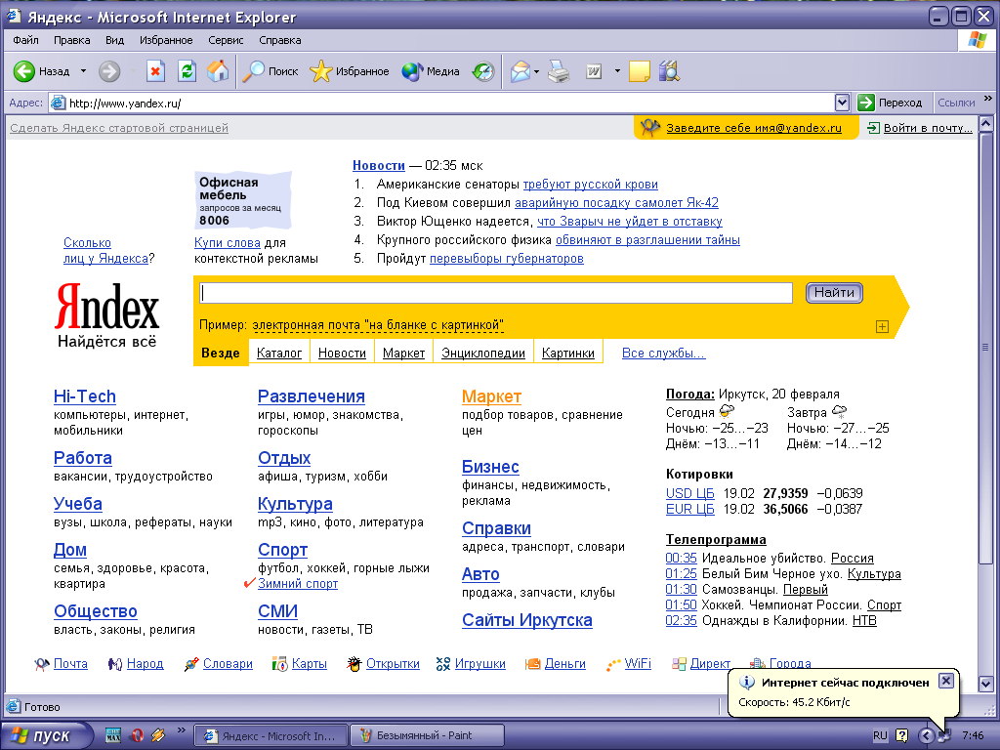 Яндекс - Microsoft Internet Explorer
Файл Правка Вид Избранное Сервис Справка
Назад Поиск Избранное Медиа
Адрес: http://www.yandex.ru/ Переход Ссылки »
Сделать Яндекс стартовой страницей Заведите себе имя@yandex.ru Войти в почту...
Новости — 02:35 мск
1. Американские сенаторы требуют русской крови
2. Под Киевом совершил аварийную посадку самолет Як-42
3. Виктор Ющенко надеется, что Зварыч не уйдет в отставку
4. Крупного российского физика обвиняют в разглашении тайны
5. Пройдут перевыборы губернаторов
Офисная
мебель
запросов за месяц
8006
Сколько
лиц у Яндекса?
Купи слова для
контекстной рекламы
Яndex
Найдётся всё
Найти
Пример: электронная почта "на бланке с картинкой"
Везде Каталог Новости Маркет Энциклопедии Картинки Все службы...
Hi-Tech
компьютеры, интернет,
мобильники
Работа
вакансии, трудоустройство
Учеба
вузы, школа, рефераты, науки
Дом
семья, здоровье, красота,
квартира
Общество
власть, законы, религия
Развлечения
игры, юмор, знакомства,
гороскопы
Отдых
афиша, туризм, хобби
Культура
mp3, кино, фото, литература
Спорт
футбол, хоккей, горные лыжи
Зимний спорт
СМИ
новости, газеты, ТВ
Маркет
подбор товаров, сравнение
цен
Бизнес
финансы, недвижимость,
реклама
Справки
адреса, транспорт, словари
Авто
продажа, запчасти, клубы
Сайты Иркутска
Погода: Иркутск, 20 февраля
Сегодня Завтра
Ночью: −25...−23 Ночью: −27...−25
Днём: −13...−11 Днём: −14...−12
Котировки
USD ЦБ 19.02 27,9359 −0,0639
EUR ЦБ 19.02 36,5066 −0,0387
Телепрограмма
00:35 Идеальное убийство. Россия
01:25 Белый Бим Черное ухо. Культура
01:30 Самозванцы. Первый
01:50 Хоккей. Чемпионат России. Спорт
02:35 Однажды в Калифорнии. НТВ
Почта Народ Словари Карты Открытки Игрушки Деньги WiFi Директ Города
Интернет сейчас подключен
Скорость: 45.2 Кбит/с
Готово
пуск » Яндекс - Microsoft In... Безымянный - Paint RU 7:46